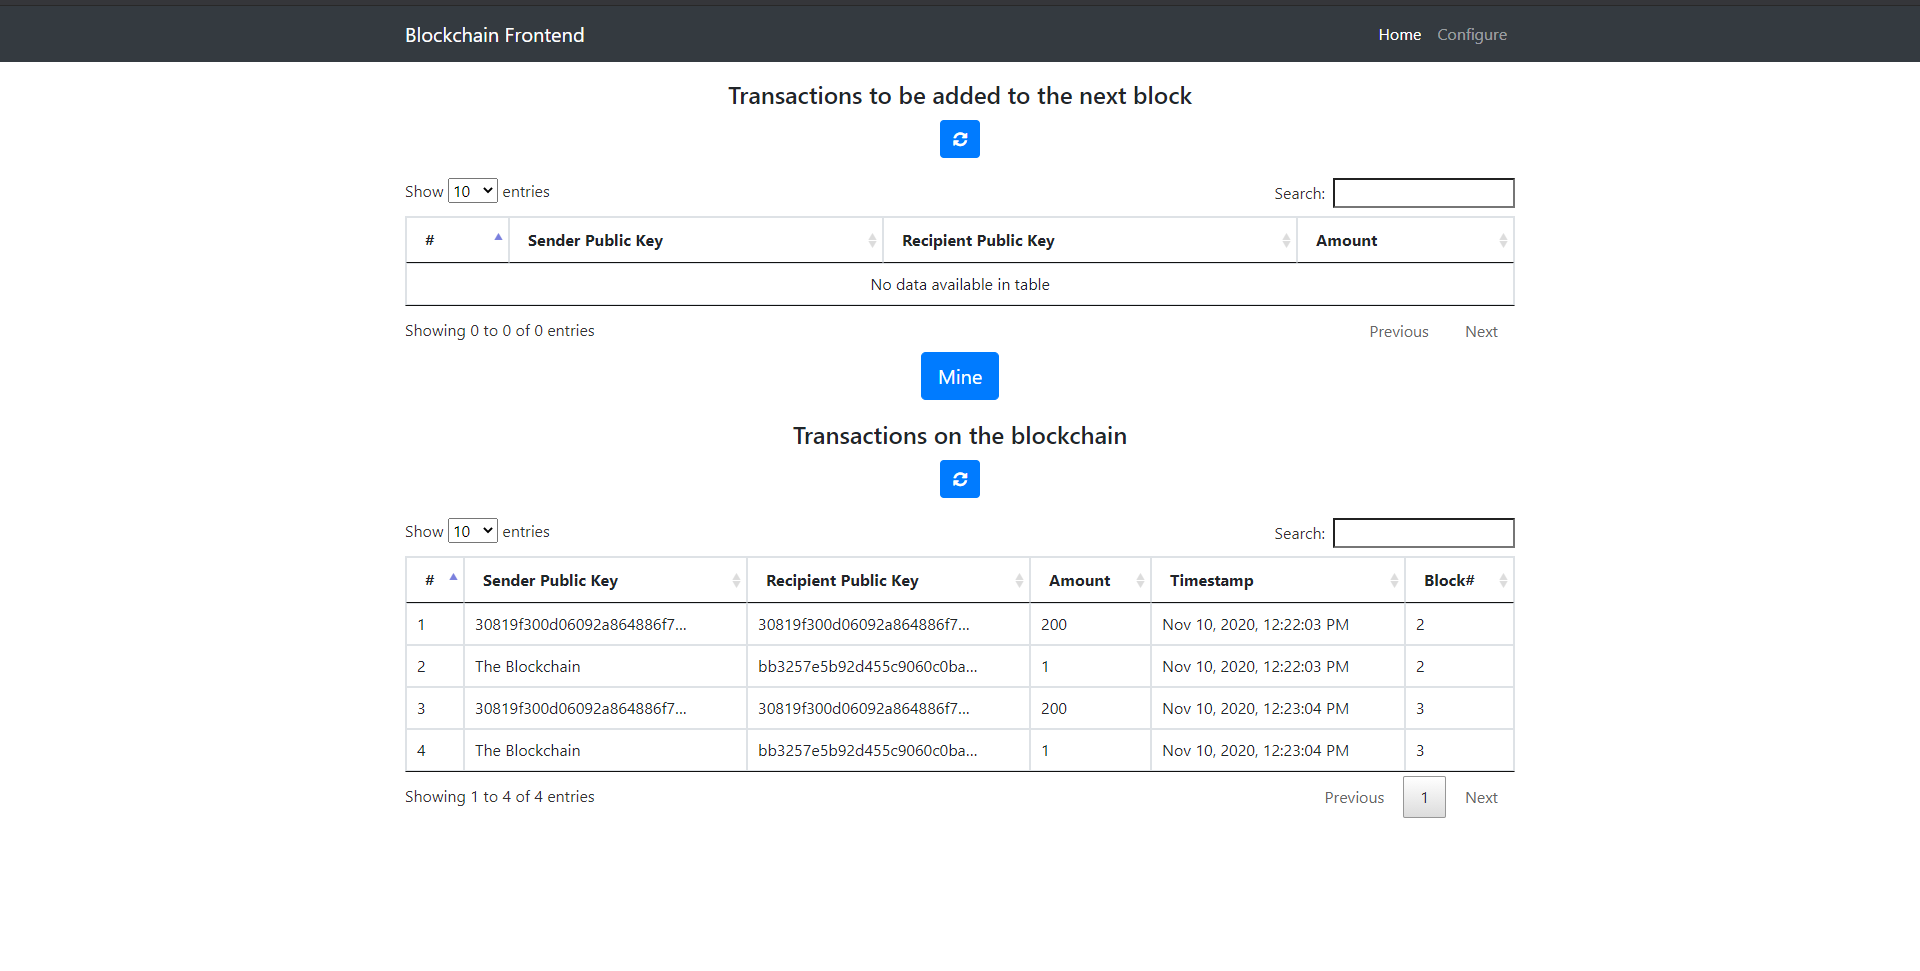 Blockchain Frontend Home Configure
Transactions to be added to the next block
Show 10 entries Search:
# Sender Public Key Recipient Public Key Amount
No data available in table
Showing 0 to 0 of 0 entries Previous Next
Mine
Transactions on the blockchain
Show 10 entries Search:
# Sender Public Key Recipient Public Key Amount Timestamp Block#
1 30819f300d06092a864886f7... 30819f300d06092a864886f7... 200 Nov 10, 2020, 12:22:03 PM 2
2 The Blockchain bb3257e5b92d455c9060c0ba... 1 Nov 10, 2020, 12:22:03 PM 2
3 30819f300d06092a864886f7... 30819f300d06092a864886f7... 200 Nov 10, 2020, 12:23:04 PM 3
4 The Blockchain bb3257e5b92d455c9060c0ba... 1 Nov 10, 2020, 12:23:04 PM 3
Showing 1 to 4 of 4 entries Previous 1 Next